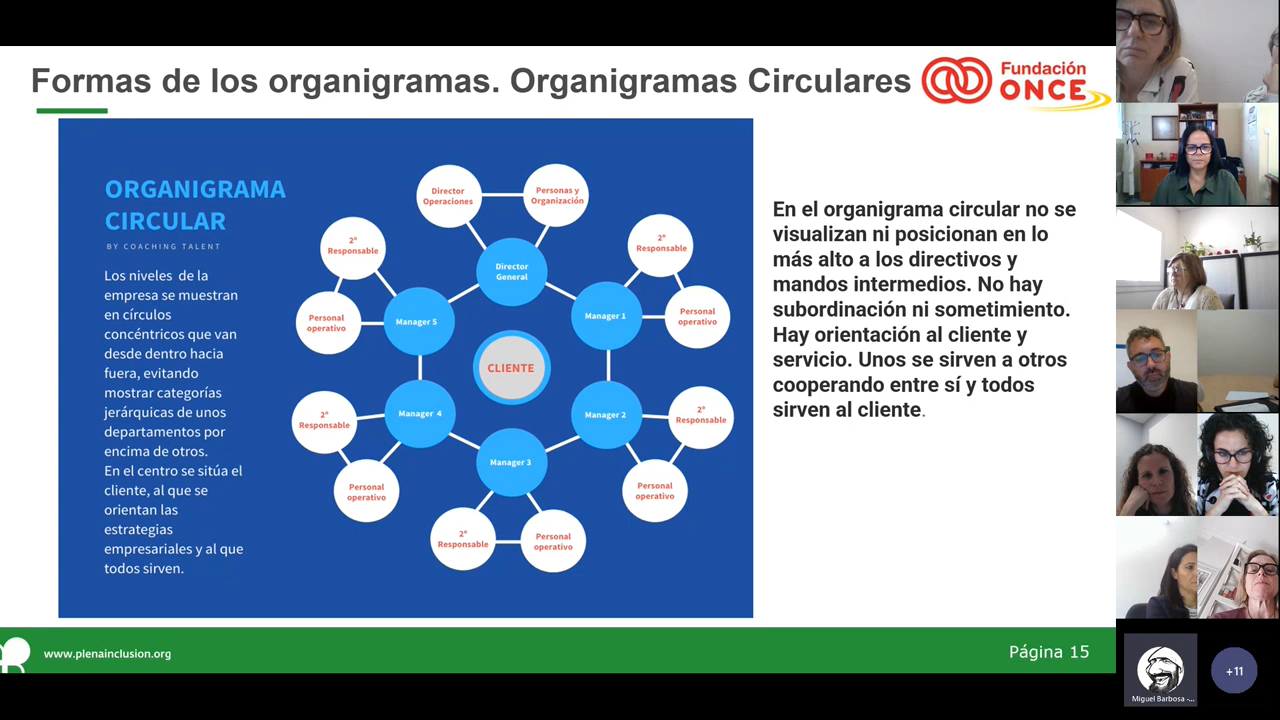 Formas de los organigramas. Organigramas Circulares
Fundación
ONCE
ORGANIGRAMA
CIRCULAR
BY COACHING TALENT
Los niveles de la
empresa se muestran
en círculos
concéntricos que van
desde dentro hacia
fuera, evitando
mostrar categorías
jerárquicas de unos
departamentos por
encima de otros.
En el centro se sitúa el
cliente, al que se
orientan las
estrategias
empresariales y al que
todos sirven.
Director
Operaciones
Personas y
Organización
2º
Responsable
2º
Responsable
Director
General
Personal
operativo
Manager 5
Manager 1
Personal
operativo
CLIENTE
2º
Responsable
Manager 4
Manager 2
2º
Responsable
Manager 3
Personal
operativo
Personal
operativo
2º
Responsable
Personal
operativo
En el organigrama circular no se
visualizan ni posicionan en lo
más alto a los directivos y
mandos intermedios. No hay
subordinación ni sometimiento.
Hay orientación al cliente y
servicio. Unos se sirven a otros
cooperando entre sí y todos
sirven al cliente.
www.plenainclusion.org
Página 15
Miguel Barbosa -...
+11